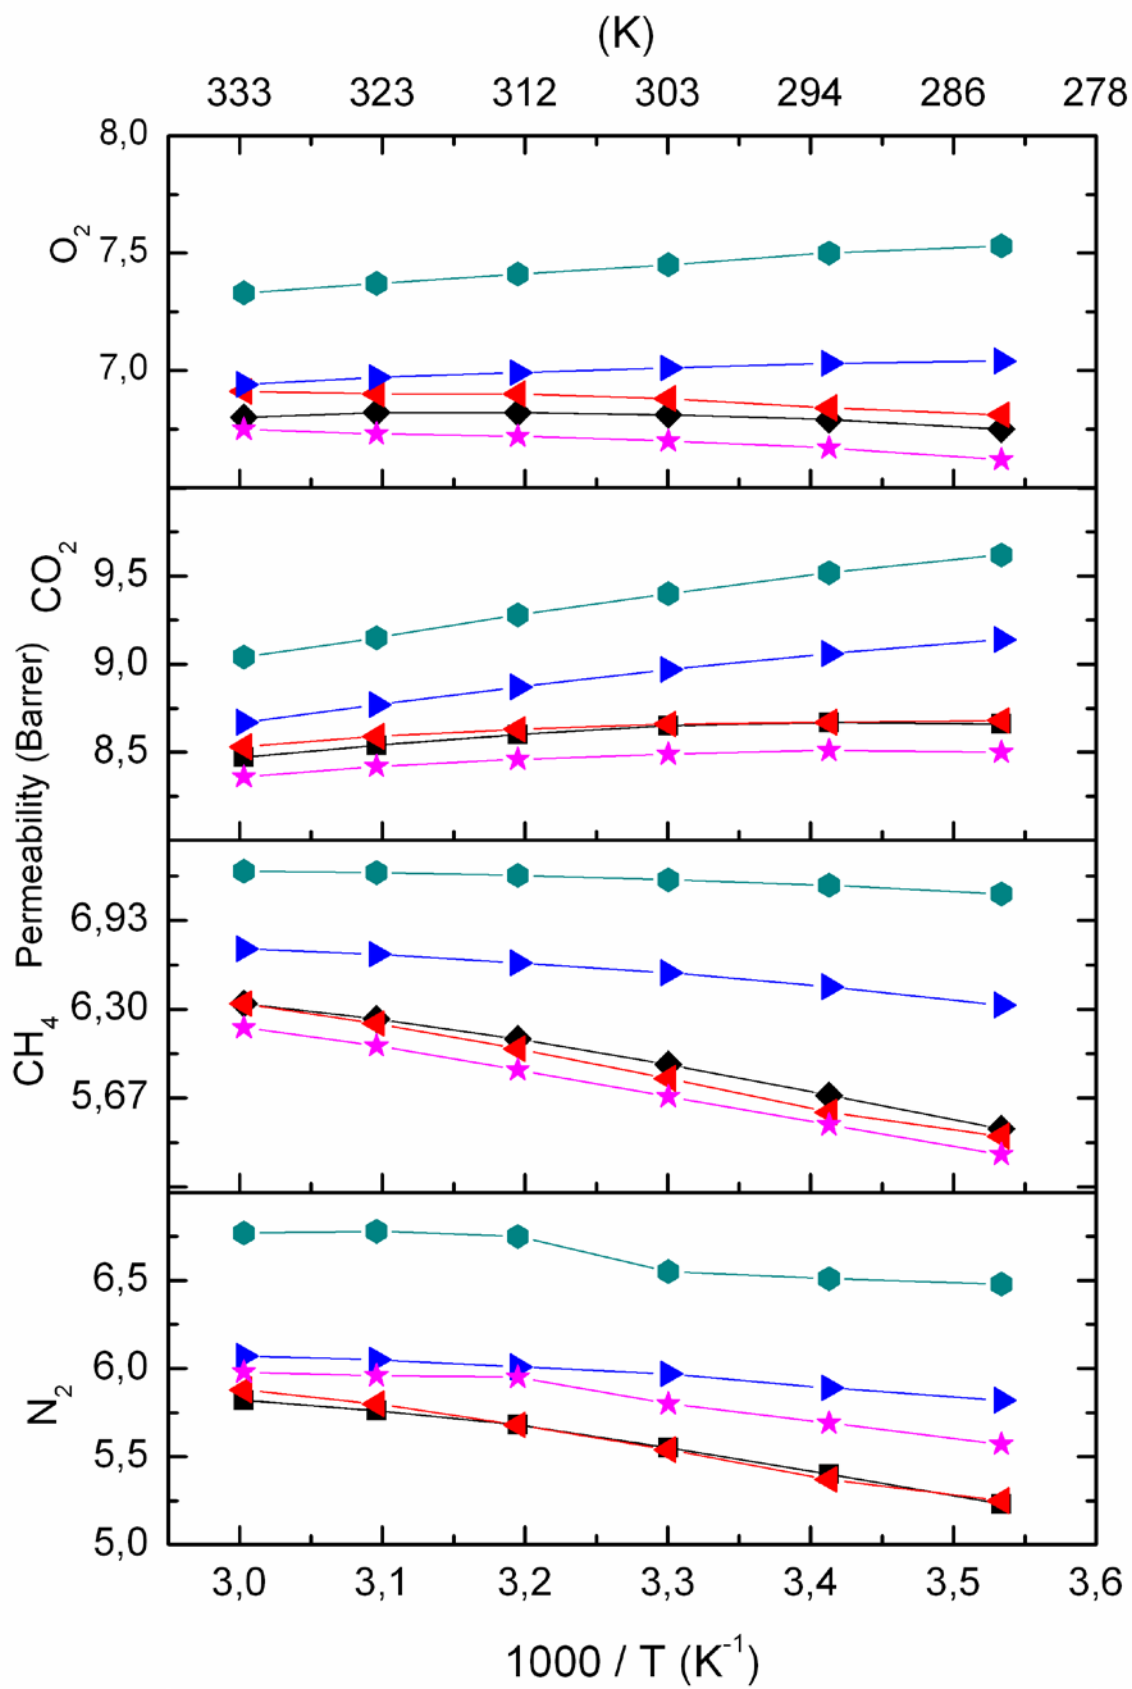 (K)
333 323 312 303 294 286 278
8,0
7,5
7,0
O₂
9,5
9,0
8,5
CO₂
6,93
6,30
5,67
CH₄
Permeability (Barrer)
6,5
6,0
5,5
5,0
N₂
3,0 3,1 3,2 3,3 3,4 3,5 3,6
1000 / T (K⁻¹)